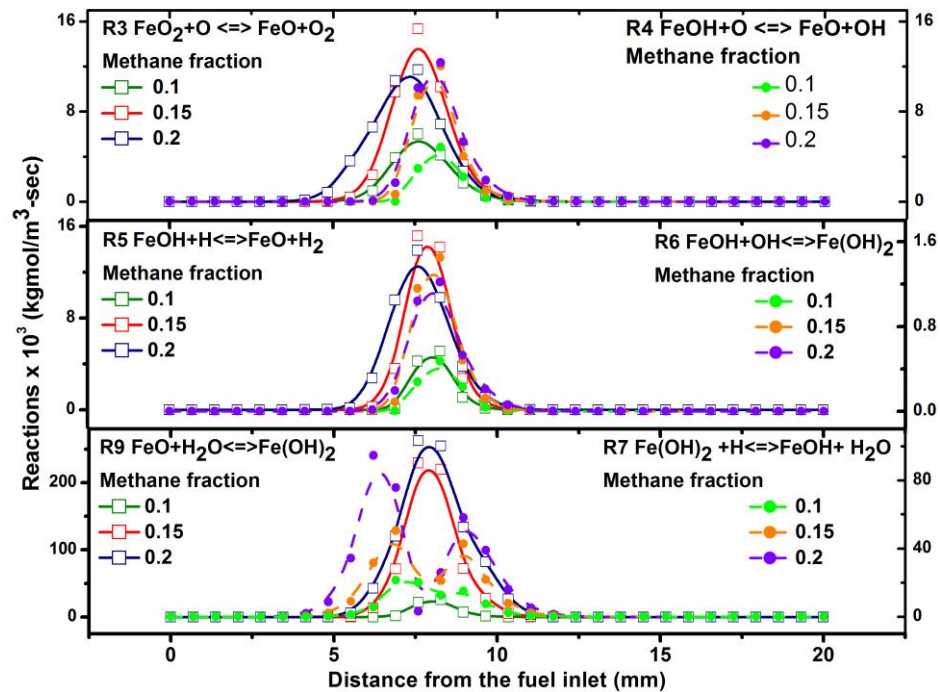 Reactions x 10³ (kgmol/m³-sec)
16
8
0
R3 FeO₂+O <=> FeO+O₂
Methane fraction
0.1
0.15
0.2
R4 FeOH+O <=> FeO+OH
Methane fraction
0.1
0.15
0.2
16
8
0
16
8
0
R5 FeOH+H<=>FeO+H₂
Methane fraction
0.1
0.15
0.2
R6 FeOH+OH<=>Fe(OH)₂
Methane fraction
0.1
0.15
0.2
1.6
0.8
0.0
200
100
0
R9 FeO+H₂O<=>Fe(OH)₂
Methane fraction
0.1
0.15
0.2
R7 Fe(OH)₂ +H<=>FeOH+ H₂O
Methane fraction
0.1
0.15
0.2
80
40
0
0 5 10 15 20
Distance from the fuel inlet (mm)